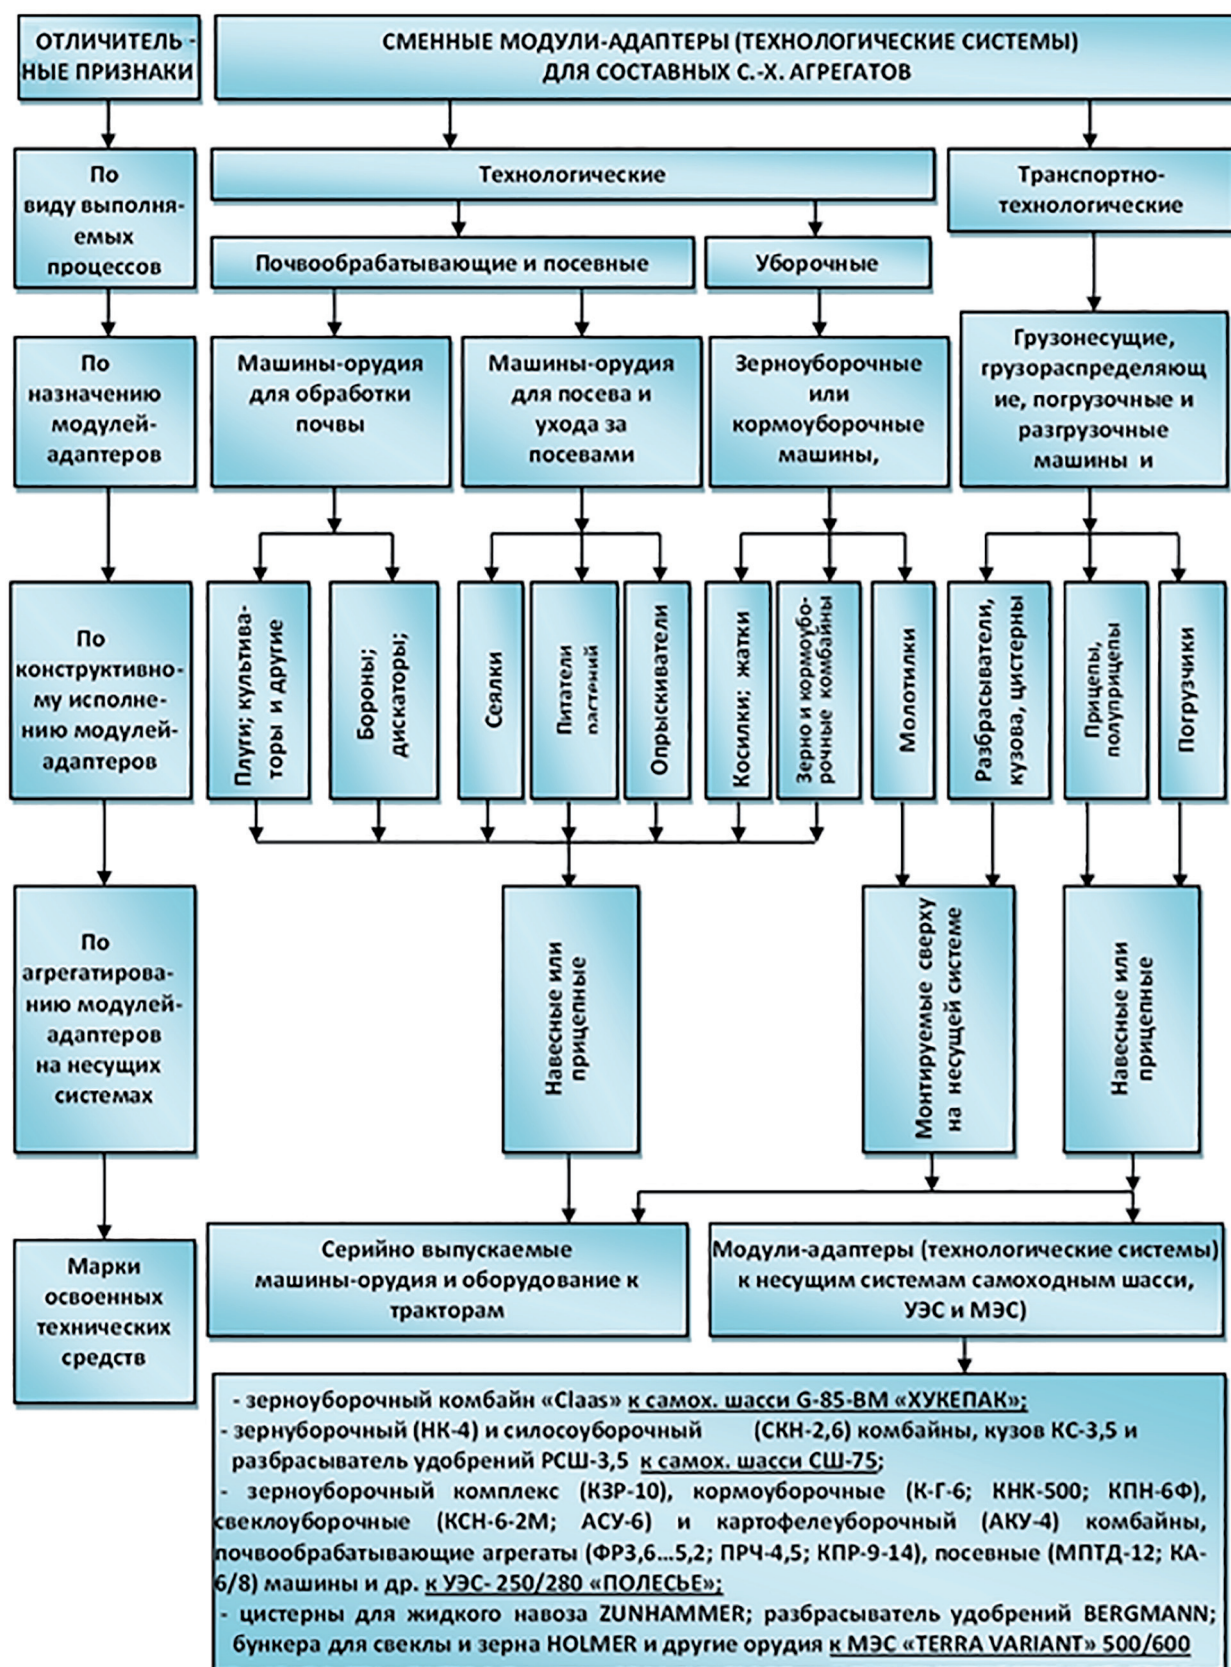 ОТЛИЧИТЕЛЬ -
НЫЕ ПРИЗНАКИ
СМЕННЫЕ МОДУЛИ-АДАПТЕРЫ (ТЕХНОЛОГИЧЕСКИЕ СИСТЕМЫ)
ДЛЯ СОСТАВНЫХ С.-Х. АГРЕГАТОВ
По
виду выполня-
емых
процессов
Технологические
Транспортно-
технологические
Почвообрабатывающие и посевные
Уборочные
По
назначению
модулей-
адаптеров
Машины-орудия
для обработки
почвы
Машины-орудия
для посева и
ухода за
посевами
Зерноуборочные
или
кормоуборочные
машины,
Грузонесущие,
грузораспределяющ
ие, погрузочные и
разгрузочные
машины и
По
конструктивно-
му исполне-
нию модулей-
адаптеров
Плуги; культива-
торы и другие
Бороны;
дискаторы;
Сеялки
Питатели
растений
Опрыскиватели
Косилки; жатки
Зерно и кормоубо-
рочные комбайны
Молотилки
Разбрасыватели,
кузова, цистерны
Прицепы,
полуприцепы
Погрузчики
По
агрегатирова-
нию модулей-
адаптеров
на несущих
системах
Навесные или
прицепные
Монтируемые сверху
на несущей системе
Навесные или
прицепные
Марки
освоенных
технических
средств
Серийно выпускаемые
машины-орудия и оборудование к
тракторам
Модули-адаптеры (технологические системы)
к несущим системам самоходным шасси,
УЭС и МЭС)
- зерноуборочный комбайн «Claas» к самох. шасси G-85-ВМ «ХУКЕПАК»;
- зернуборочный (НК-4) и силосоуборочный (СКН-2,6) комбайны, кузов КС-3,5 и
разбрасыватель удобрений РСШ-3,5 к самох. шасси СШ-75;
- зерноуборочный комплекс (КЗР-10), кормоуборочные (К-Г-6; КНК-500; КПН-6Ф),
свеклоуборочные (КСН-6-2М; АСУ-6) и картофелеуборочный (АКУ-4) комбайны,
почвообрабатывающие агрегаты (ФР3,6...5,2; ПРЧ-4,5; КПР-9-14), посевные (МПТД-12; КА-
6/8) машины и др. к УЭС- 250/280 «ПОЛЕСЬЕ»;
- цистерны для жидкого навоза ZUNHAMMER; разбрасыватель удобрений BERGMANN;
бункера для свеклы и зерна HOLMER и другие орудия к МЭС «TERRA VARIANT» 500/600